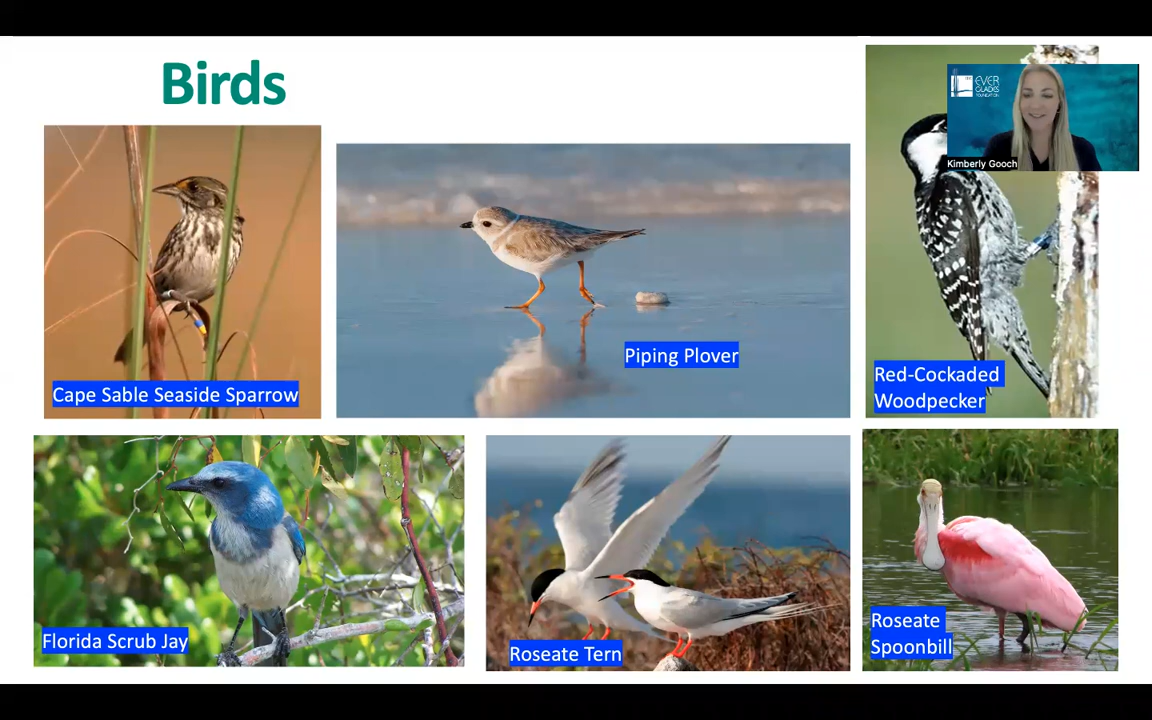 Birds
EVER
GLADES
FOUNDATION
Kimberly Gooch
Cape Sable Seaside Sparrow
Piping Plover
Red-Cockaded
Woodpecker
Florida Scrub Jay
Roseate Tern
Roseate
Spoonbill